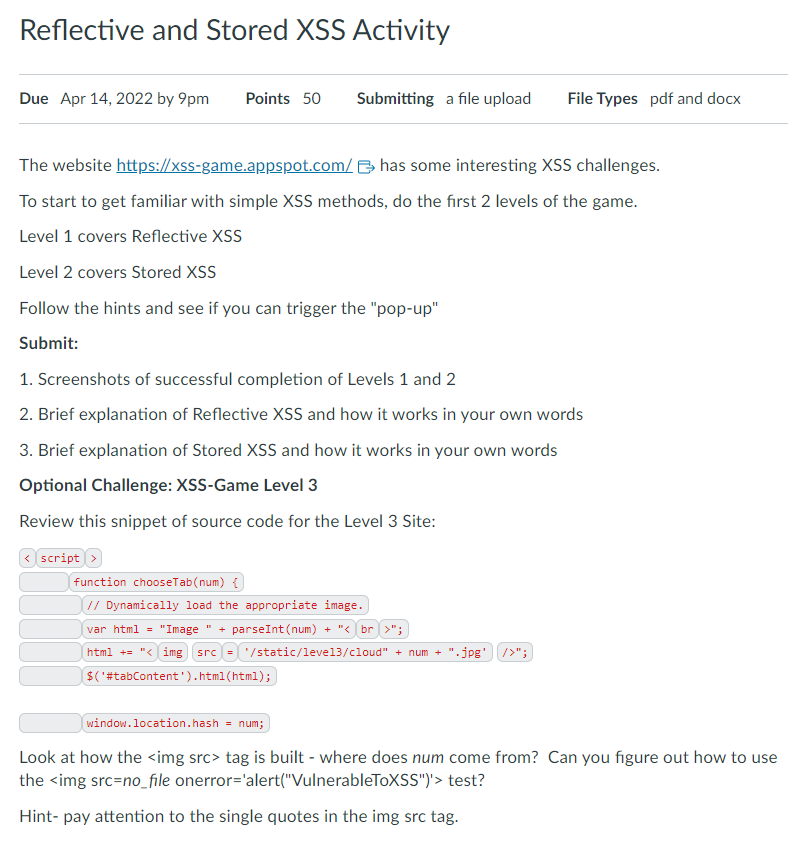 Reflective and Stored XSS Activity
Due Apr 14, 2022 by 9pm Points 50 Submitting a file upload File Types pdf and docx
The website https://xss-game.appspot.com/ has some interesting XSS challenges.
To start to get familiar with simple XSS methods, do the first 2 levels of the game.
Level 1 covers Reflective XSS
Level 2 covers Stored XSS
Follow the hints and see if you can trigger the "pop-up"
Submit:
1. Screenshots of successful completion of Levels 1 and 2
2. Brief explanation of Reflective XSS and how it works in your own words
3. Brief explanation of Stored XSS and how it works in your own words
Optional Challenge: XSS-Game Level 3
Review this snippet of source code for the Level 3 Site:
< script >
function chooseTab(num) {
// Dynamically load the appropriate image.
var html = "Image " + parseInt(num) + "< br >";
html += "< img src = '/static/level3/cloud" + num + ".jpg' />";
$('#tabContent').html(html);
window.location.hash = num;
Look at how the <img src> tag is built - where does num come from? Can you figure out how to use
the <img src=no_file onerror='alert("VulnerableToXSS")'> test?
Hint- pay attention to the single quotes in the img src tag.